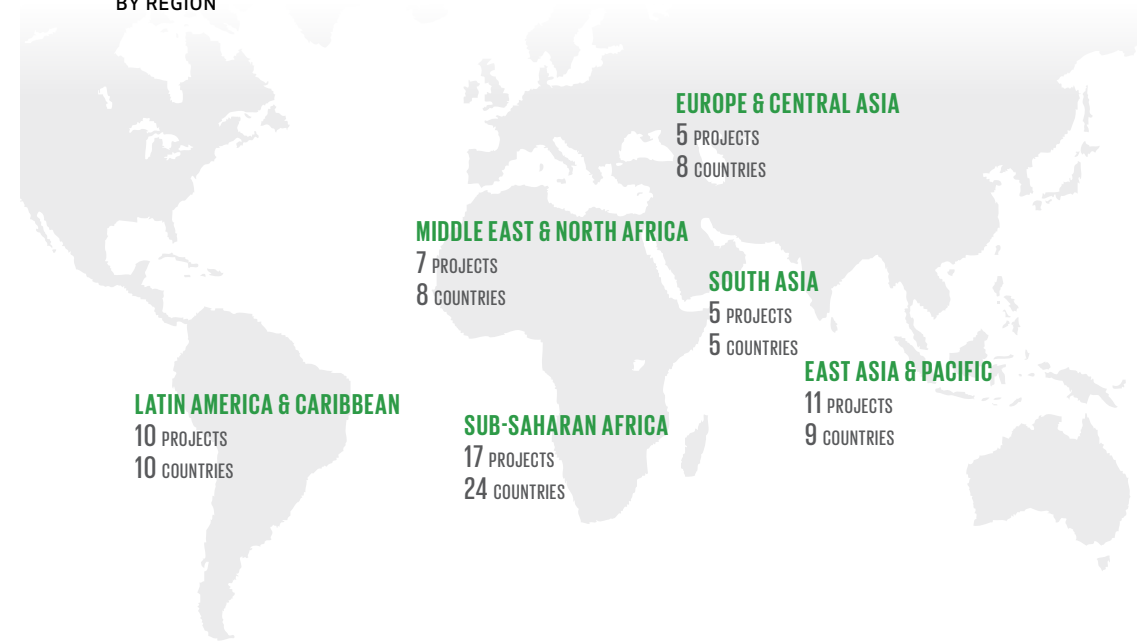 BY REGION
EUROPE & CENTRAL ASIA
5 PROJECTS
8 COUNTRIES
MIDDLE EAST & NORTH AFRICA
7 PROJECTS
8 COUNTRIES
SOUTH ASIA
5 PROJECTS
5 COUNTRIES
EAST ASIA & PACIFIC
11 PROJECTS
9 COUNTRIES
LATIN AMERICA & CARIBBEAN
10 PROJECTS
10 COUNTRIES
SUB-SAHARAN AFRICA
17 PROJECTS
24 COUNTRIES